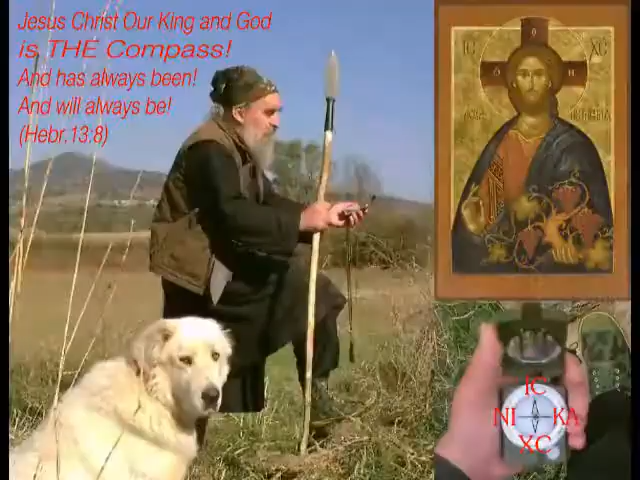 Jesus Christ Our King and God
is THE Compass!
And has always been!
And will always be!
(Hebr.13:8)
IC XC
O H
IC
NI KA
XC